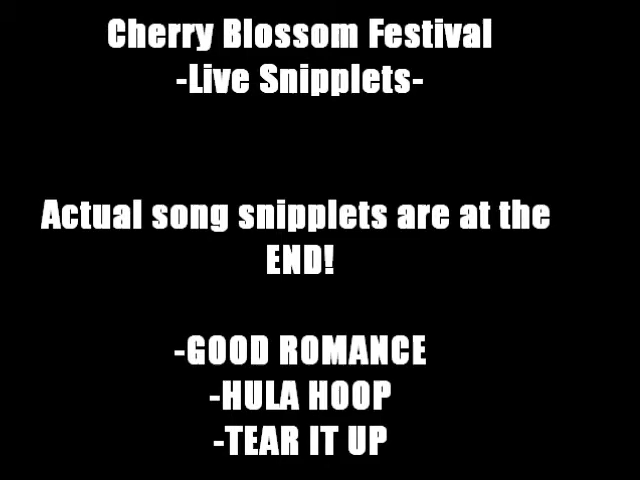 Cherry Blossom Festival
-Live Snipplets-
Actual song snipplets are at the
END!
-GOOD ROMANCE
-HULA HOOP
-TEAR IT UP